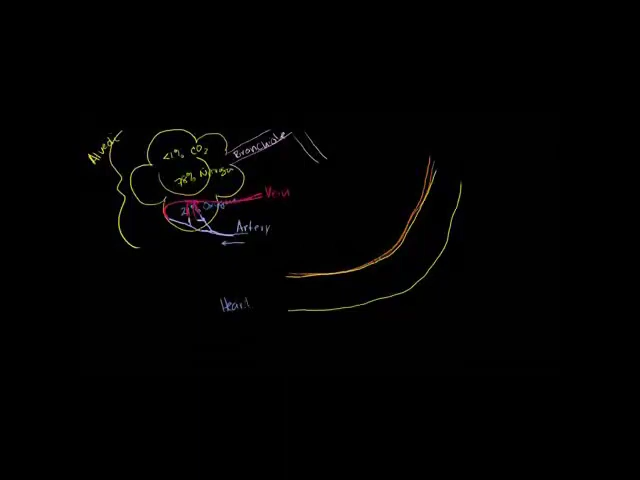 Alveoli
<1% CO2
78% Nitrogen
Bronchiole
21% Oxygen
Vein
Artery
Heart